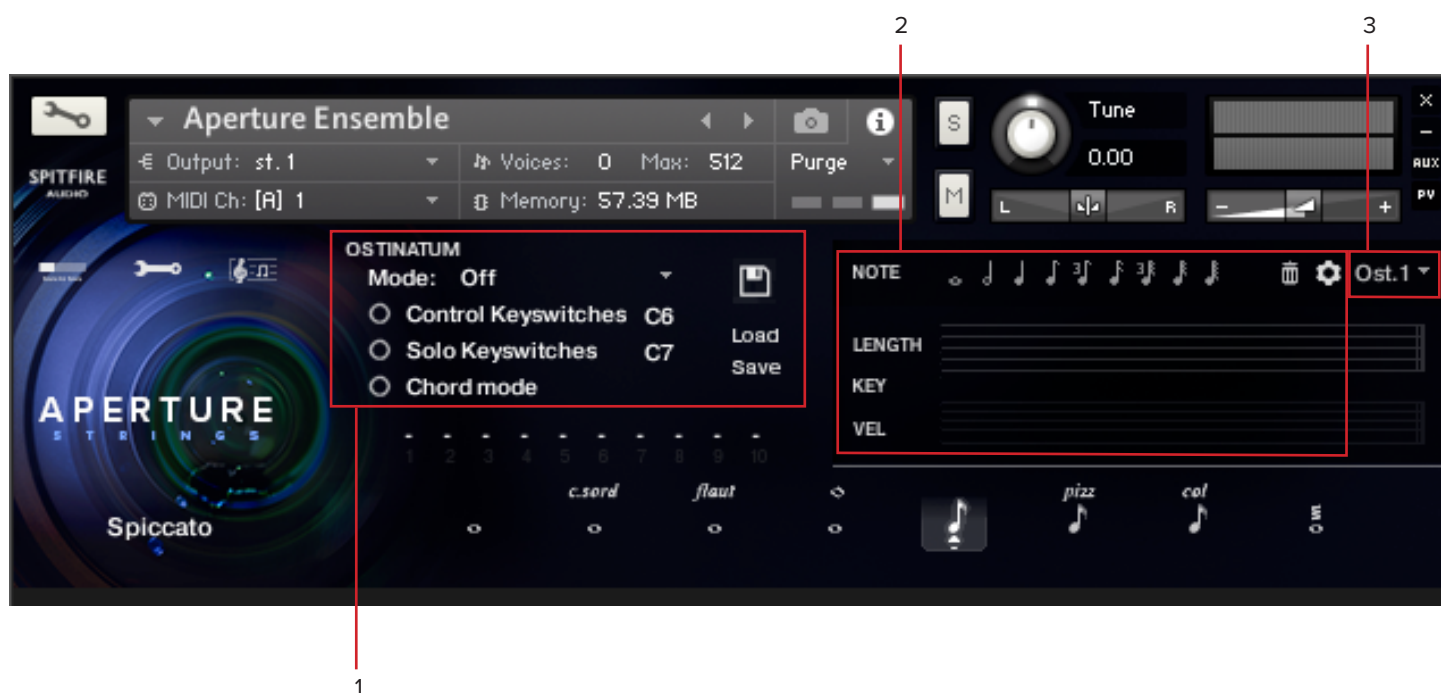 2 3
Aperture Ensemble
S
Tune
×
Output: st. 1
Voices: 0 Max: 512
Purge
0.00
–
SPITFIRE
AUDIO
AUX
MIDI Ch: [A] 1
Memory: 57.39 MB
M
L R
– +
PV
OSTINATUM
Mode: Off
Control Keyswitches C6
Solo Keyswitches C7
Chord mode
Load
Save
NOTE
3 3
Ost.1
LENGTH
KEY
VEL
APERTURE
STRINGS
1 2 3 4 5 6 7 8 9 10
c.sord flaut pizz col
Spiccato
1